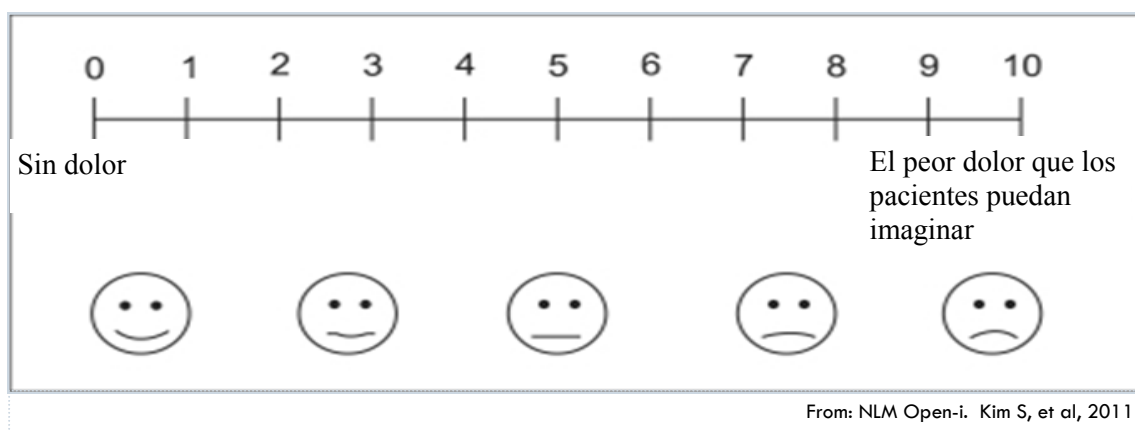 0 1 2 3 4 5 6 7 8 9 10
Sin dolor
El peor dolor que los
pacientes puedan
imaginar
From: NLM Open-i. Kim S, et al, 2011